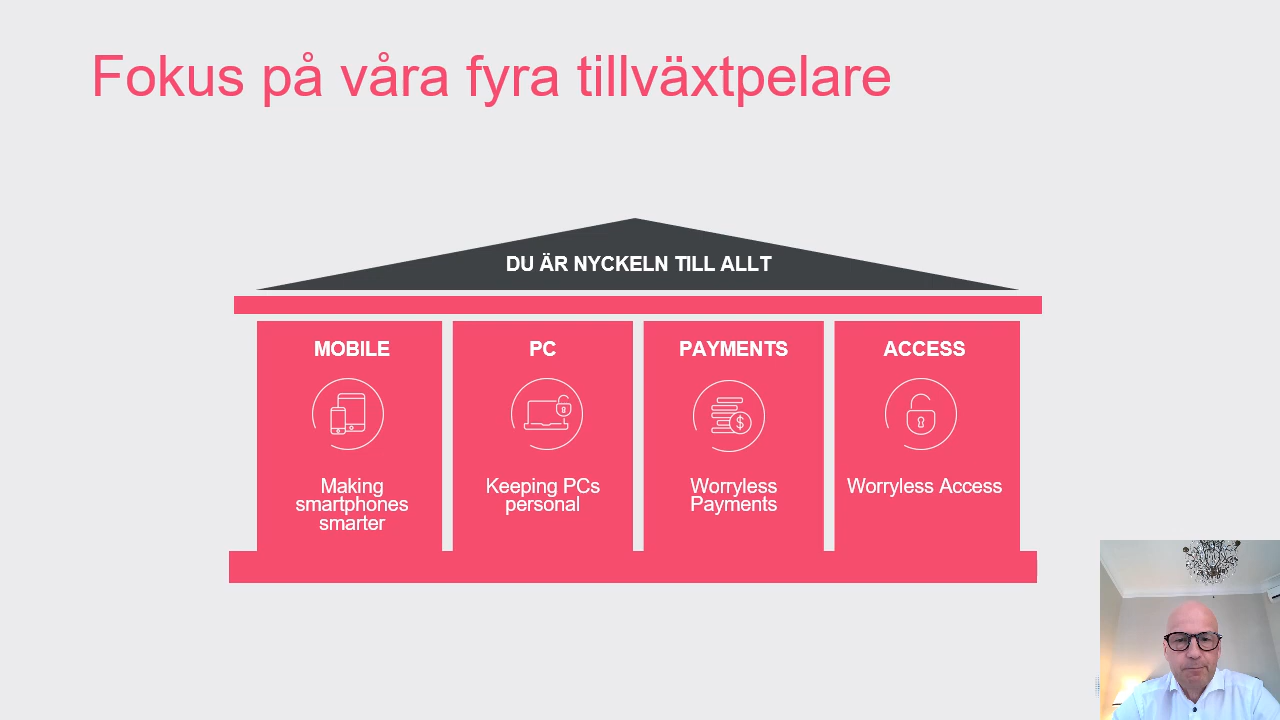 Fokus på våra fyra tillväxtpelare
DU ÄR NYCKELN TILL ALLT
MOBILE
Making
smartphones
smarter
PC
Keeping PCs
personal
PAYMENTS
$
Worryless
Payments
ACCESS
Worryless Access